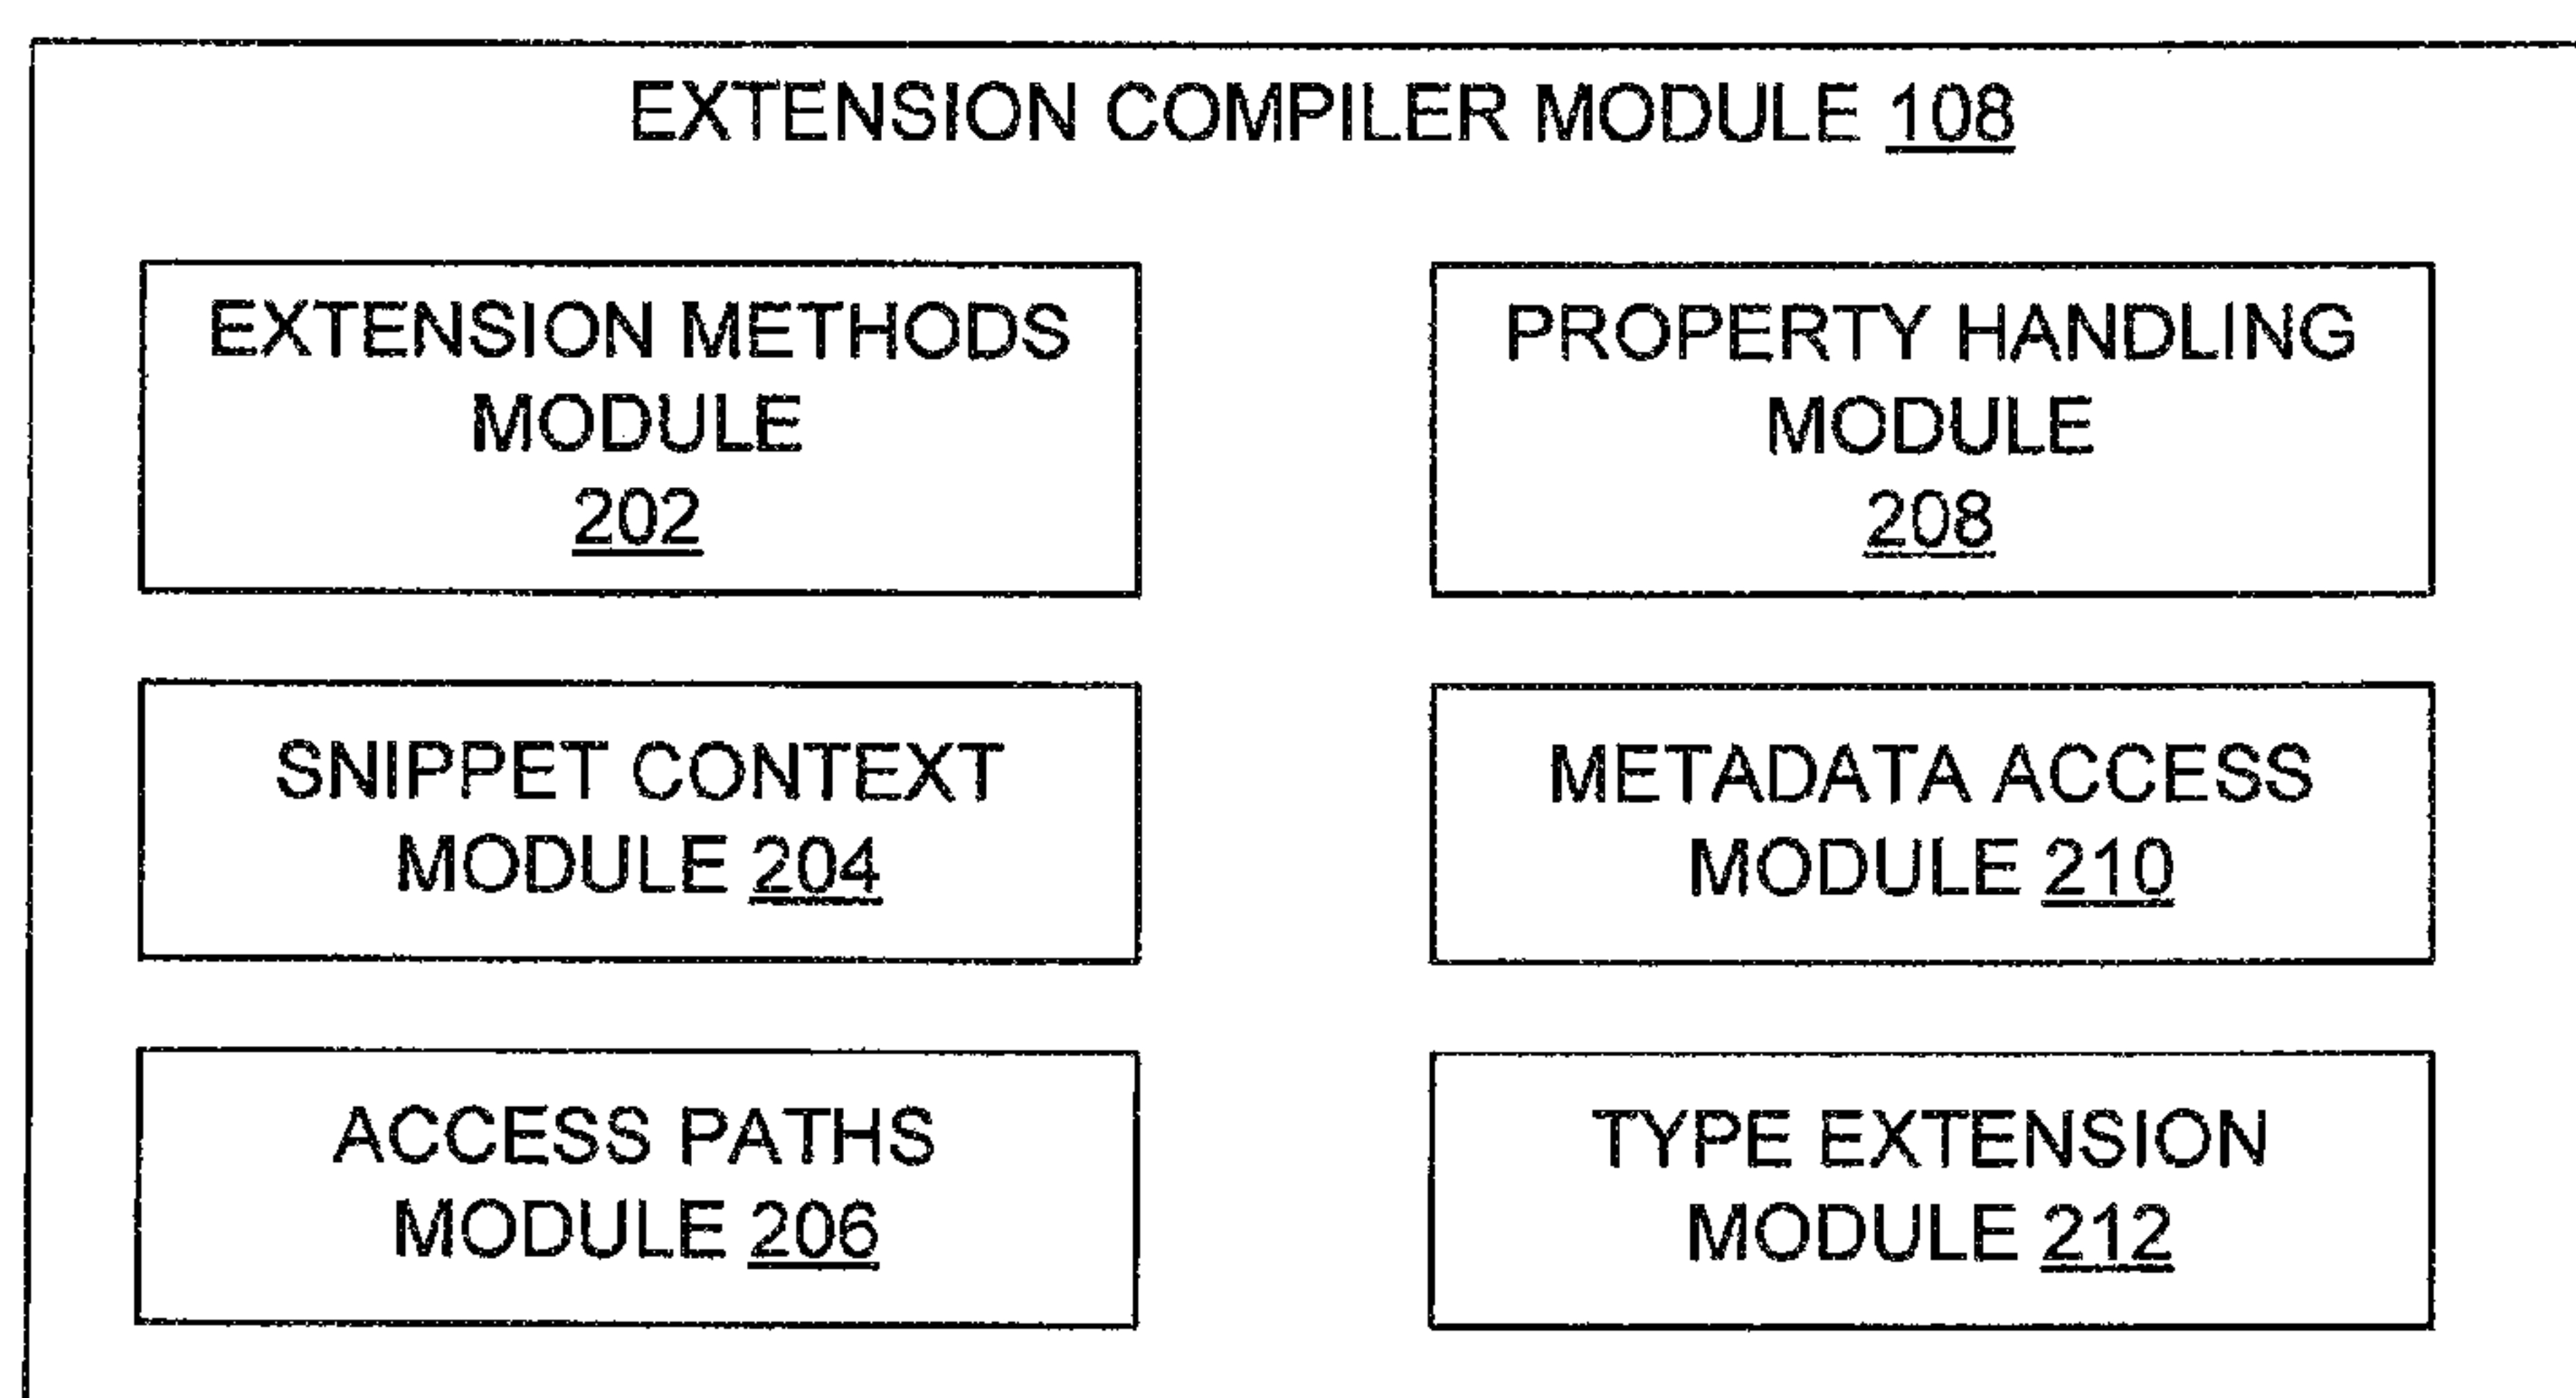 EXTENSION COMPILER MODULE 108
EXTENSION METHODS
MODULE
202
PROPERTY HANDLING
MODULE
208
SNIPPET CONTEXT
MODULE 204
METADATA ACCESS
MODULE 210
ACCESS PATHS
MODULE 206
TYPE EXTENSION
MODULE 212